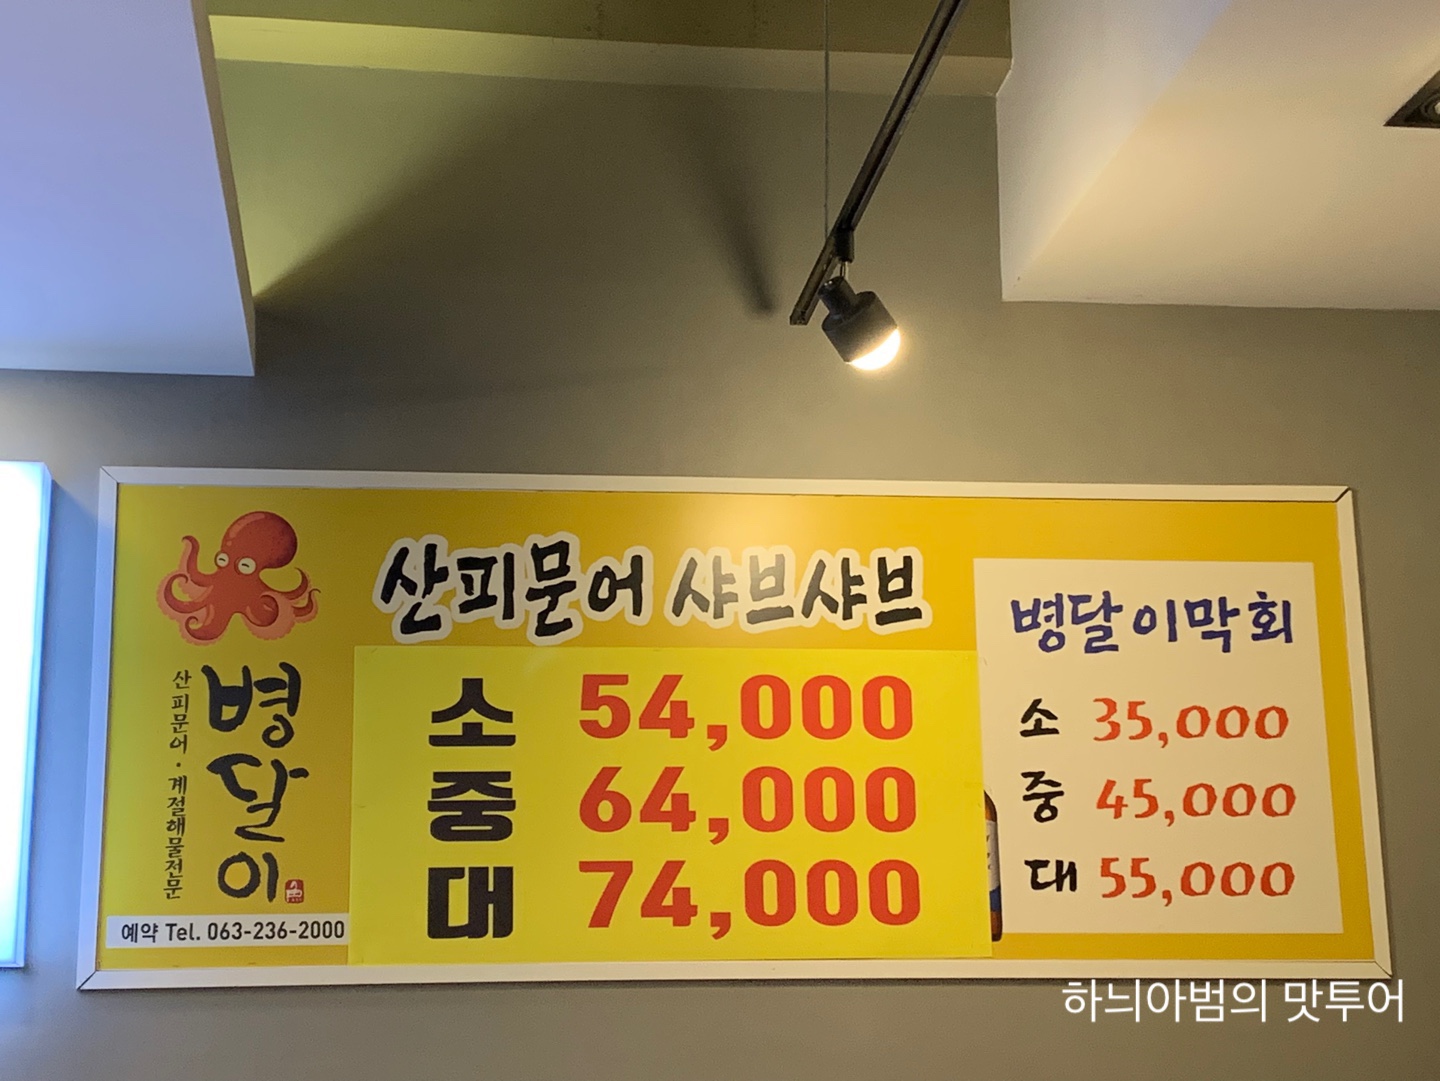 산피문어 · 계절해물전문
병달이
예약 Tel. 063-236-2000
산피문어 샤브샤브
소 54,000
중 64,000
대 74,000
병달이막회
소 35,000
중 45,000
대 55,000
하늬아범의 맛투어